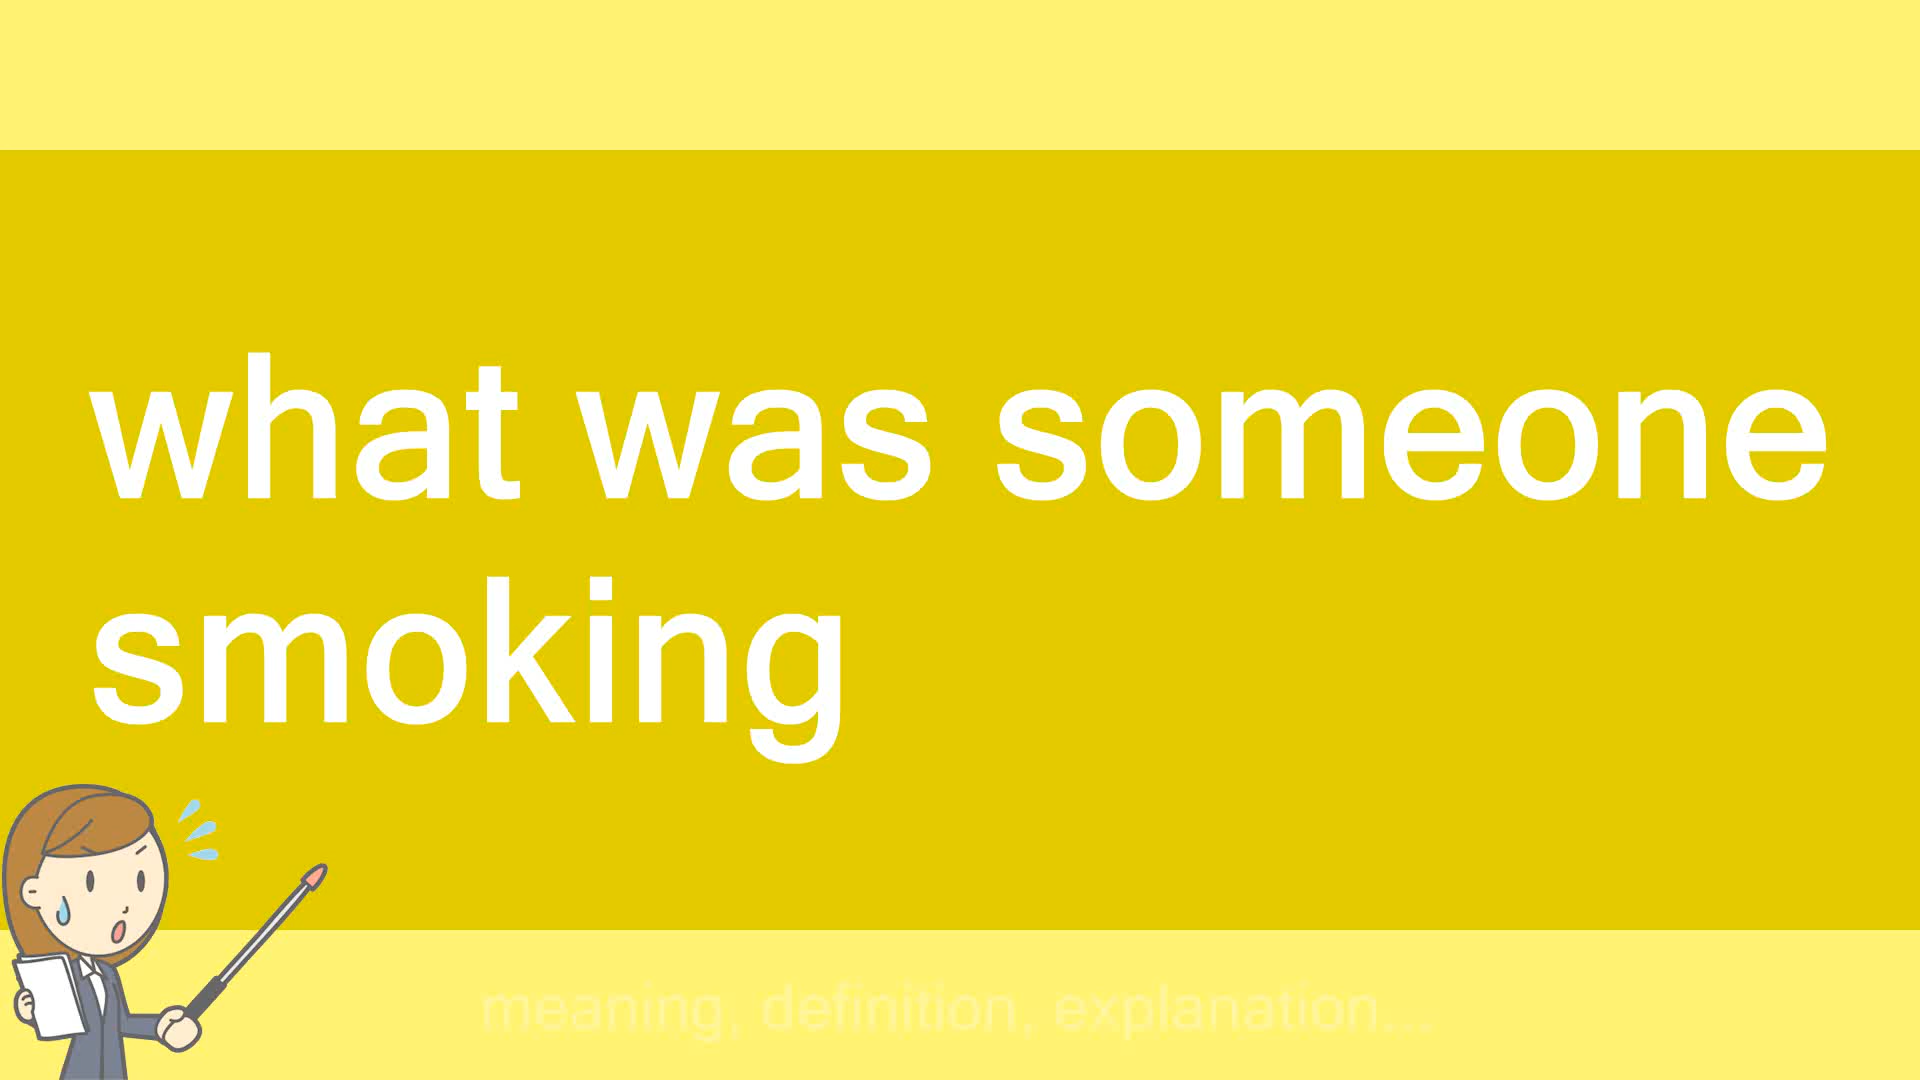 what was someone
smoking
meaning, definition, explanation...